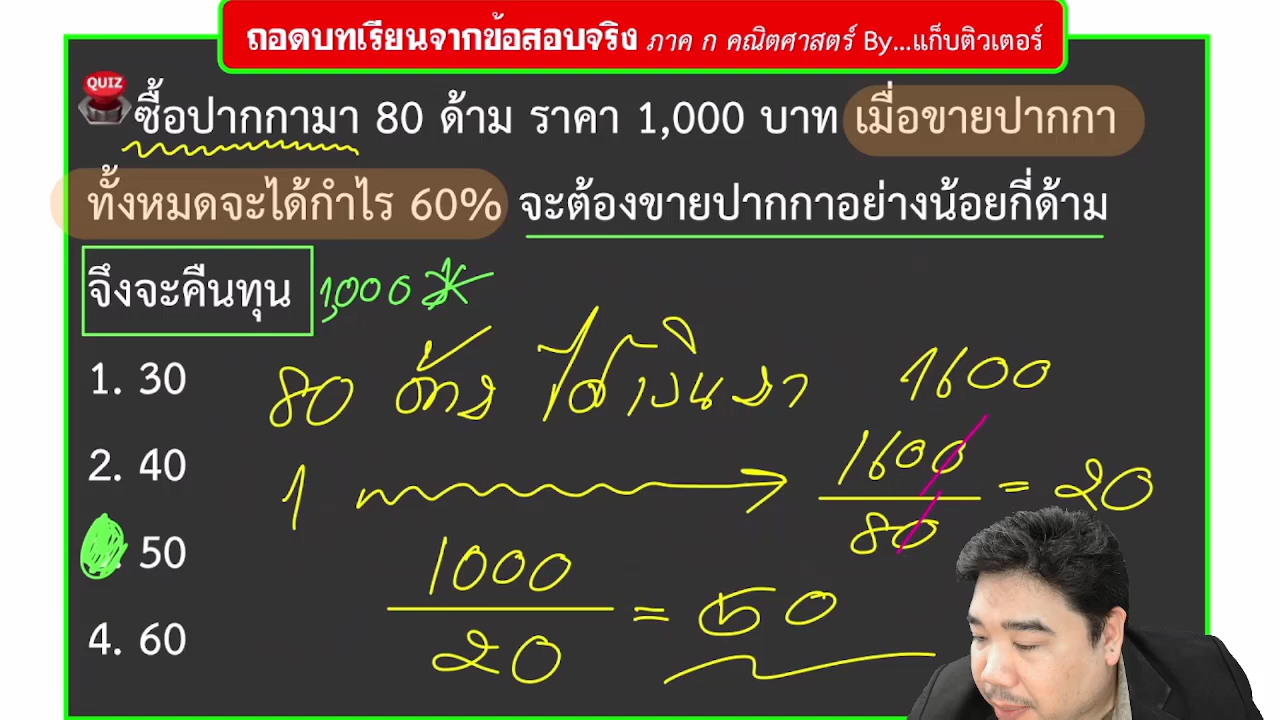 ถอดบทเรียนจากข้อสอบจริง ภาค ก คณิตศาสตร์ By...แก็บติวเตอร์
QUIZ
ซื้อปากกามา 80 ด้าม ราคา 1,000 บาท เมื่อขายปากกา
ทั้งหมดจะได้กำไร 60% จะต้องขายปากกาอย่างน้อยกี่ด้าม
จึงจะคืนทุน 1,000
1. 30
80 ด้าม ได้เงินมา 1600
2. 40
1 1600/80 = 20
50
1000/20 = 50
4. 60